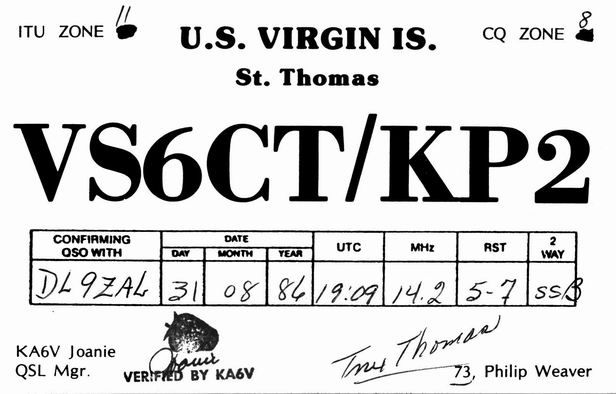 ITU ZONE 11
U.S. VIRGIN IS.
CQ ZONE 8
St. Thomas
VS6CT/KP2
CONFIRMING QSO WITH
DATE
DAY MONTH YEAR
UTC
MHz
RST
2 WAY
DL9ZAL 31 08 86 19:09 14.2 5-7 SSB
KA6V Joanie
QSL Mgr.
Joanie
VERIFIED BY KA6V
Thomas
73, Philip Weaver